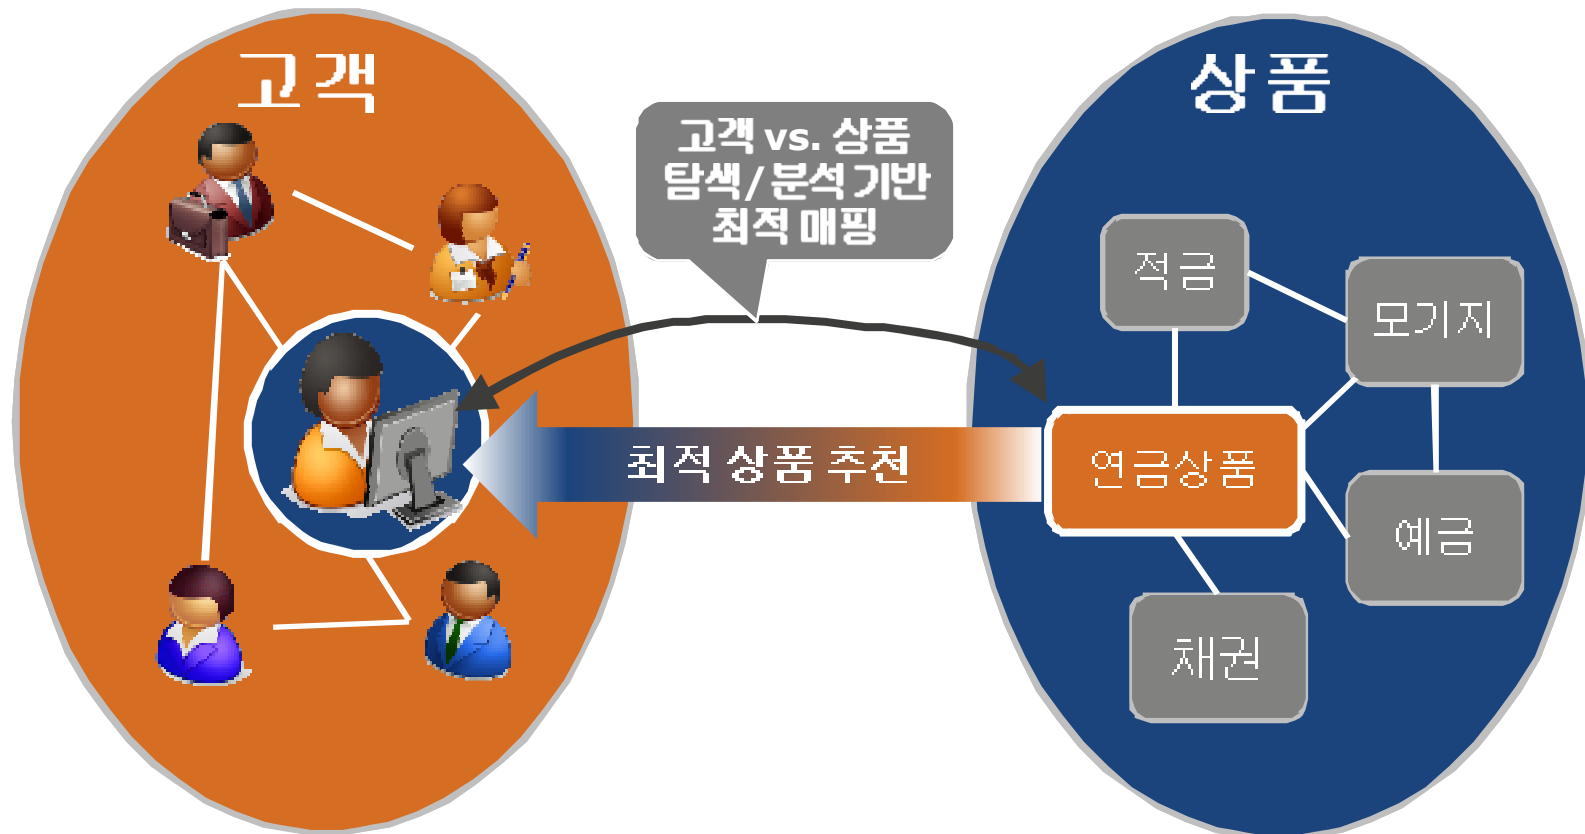 고객
상품
고객 vs. 상품
탐색/분석 기반
최적 매핑
적금
모기지
최적 상품 추천
연금상품
예금
채권